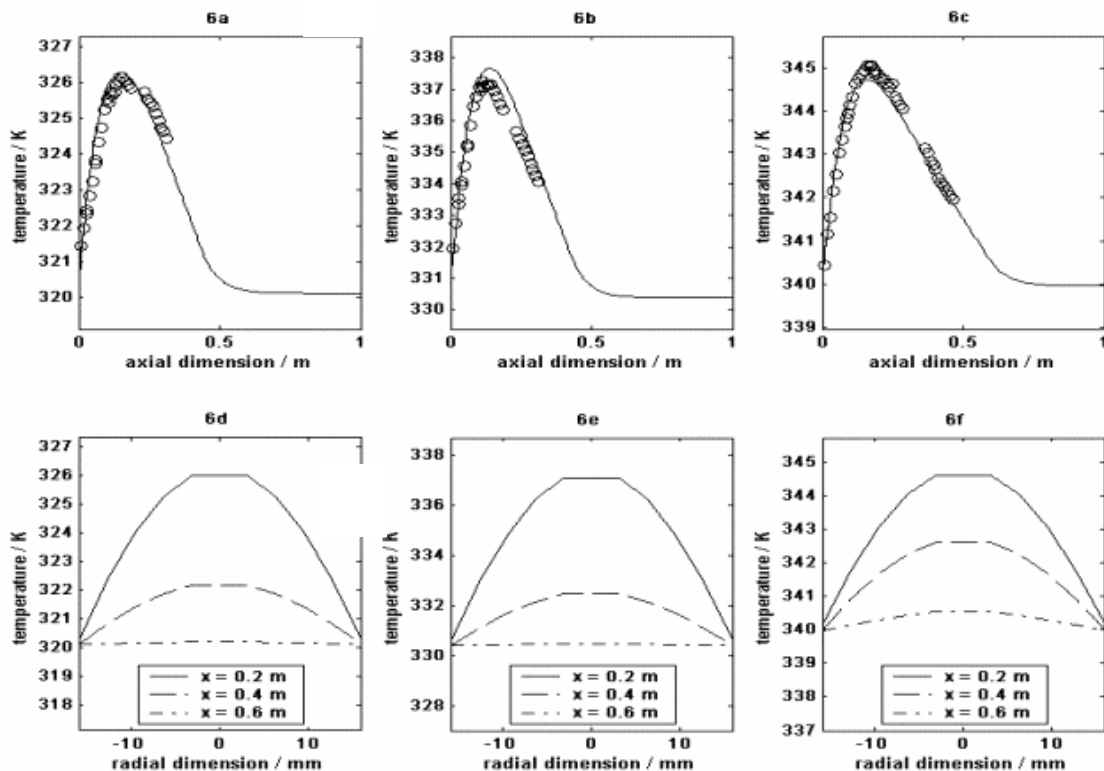 6a
6b
6c
327
326
325
324
323
322
321
320
temperature / K
0
0.5
1
axial dimension / m
338
337
336
335
334
333
332
331
330
temperature / K
0
0.5
1
axial dimension / m
345
344
343
342
341
340
339
temperature / K
0
0.5
1
axial dimension / m
6d
6e
6f
327
326
325
324
323
322
321
320
319
318
temperature / K
x = 0.2 m
x = 0.4 m
x = 0.6 m
-10
0
10
radial dimension / mm
338
336
334
332
330
328
temperature / K
x = 0.2 m
x = 0.4 m
x = 0.6 m
-10
0
10
radial dimension / mm
345
344
343
342
341
340
339
338
337
temperature / K
x = 0.2 m
x = 0.4 m
x = 0.6 m
-10
0
10
radial dimension / mm